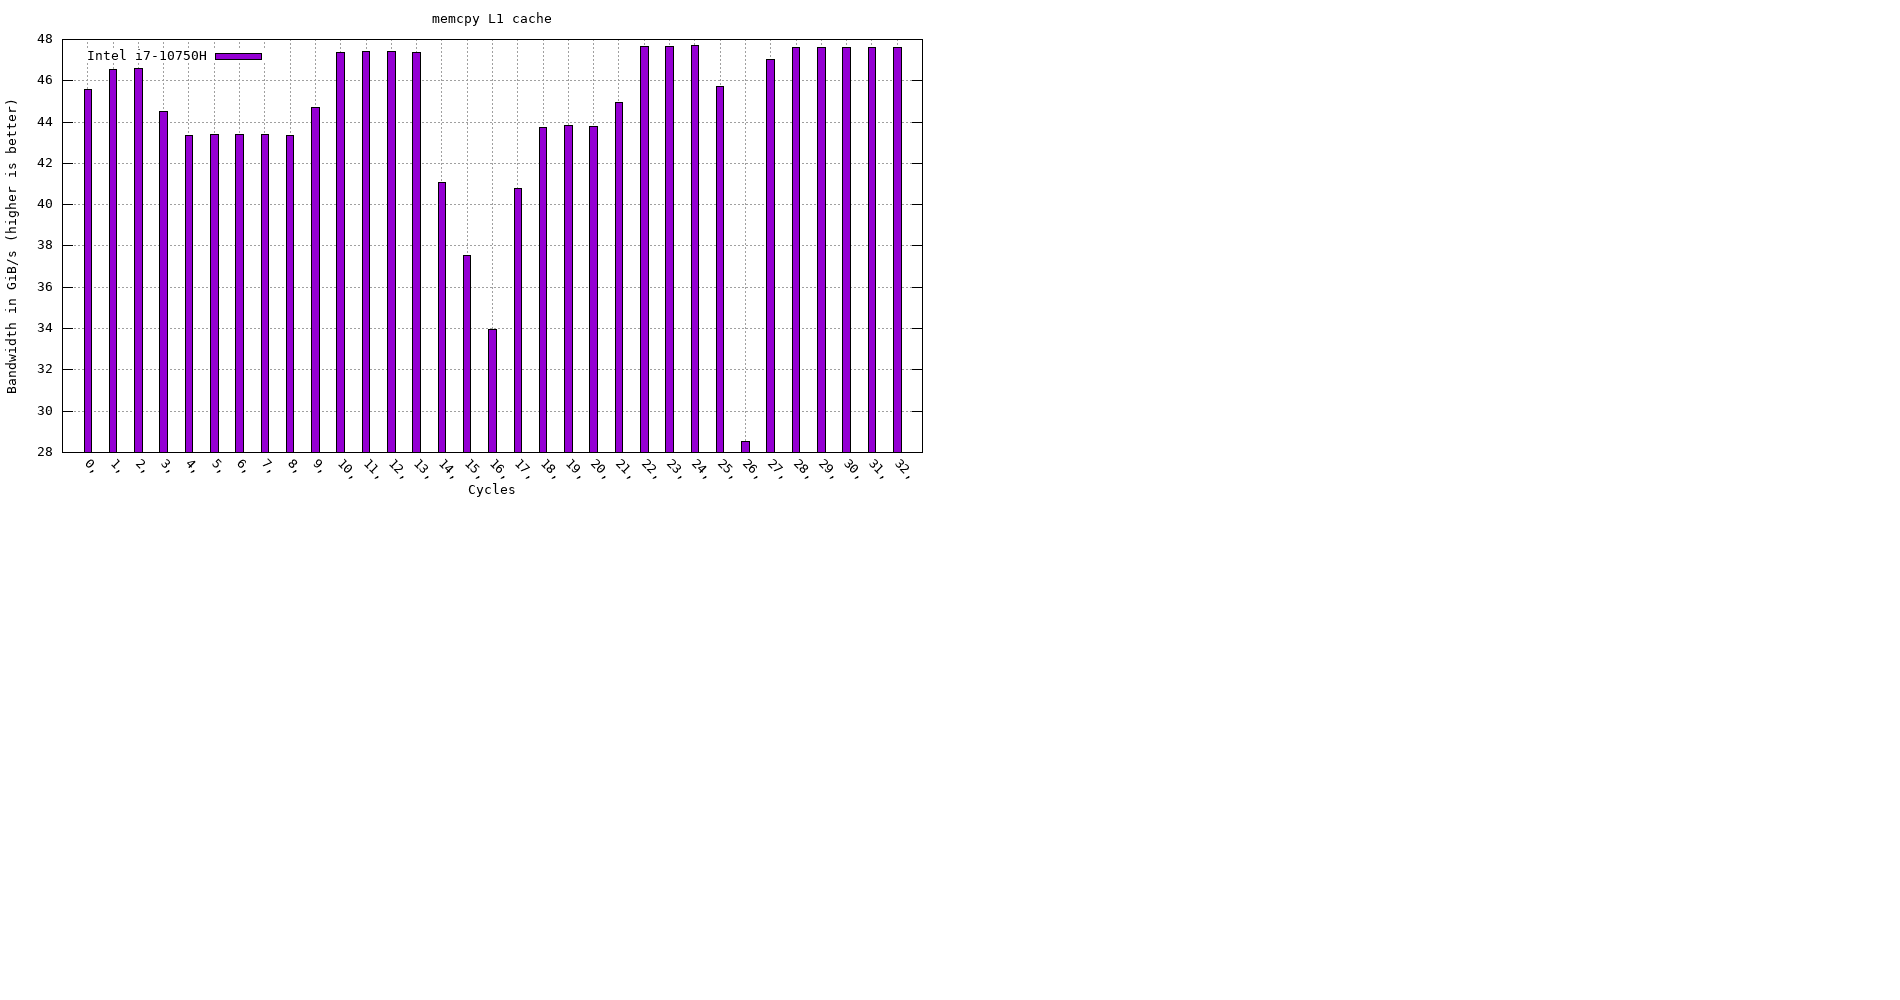 memcpy L1 cache
Intel i7-10750H
Bandwidth in GiB/s (higher is better)
48
46
44
42
40
38
36
34
32
30
28
0, 1, 2, 3, 4, 5, 6, 7, 8, 9, 10, 11, 12, 13, 14, 15, 16, 17, 18, 19, 20, 21, 22, 23, 24, 25, 26, 27, 28, 29, 30, 31, 32,
Cycles